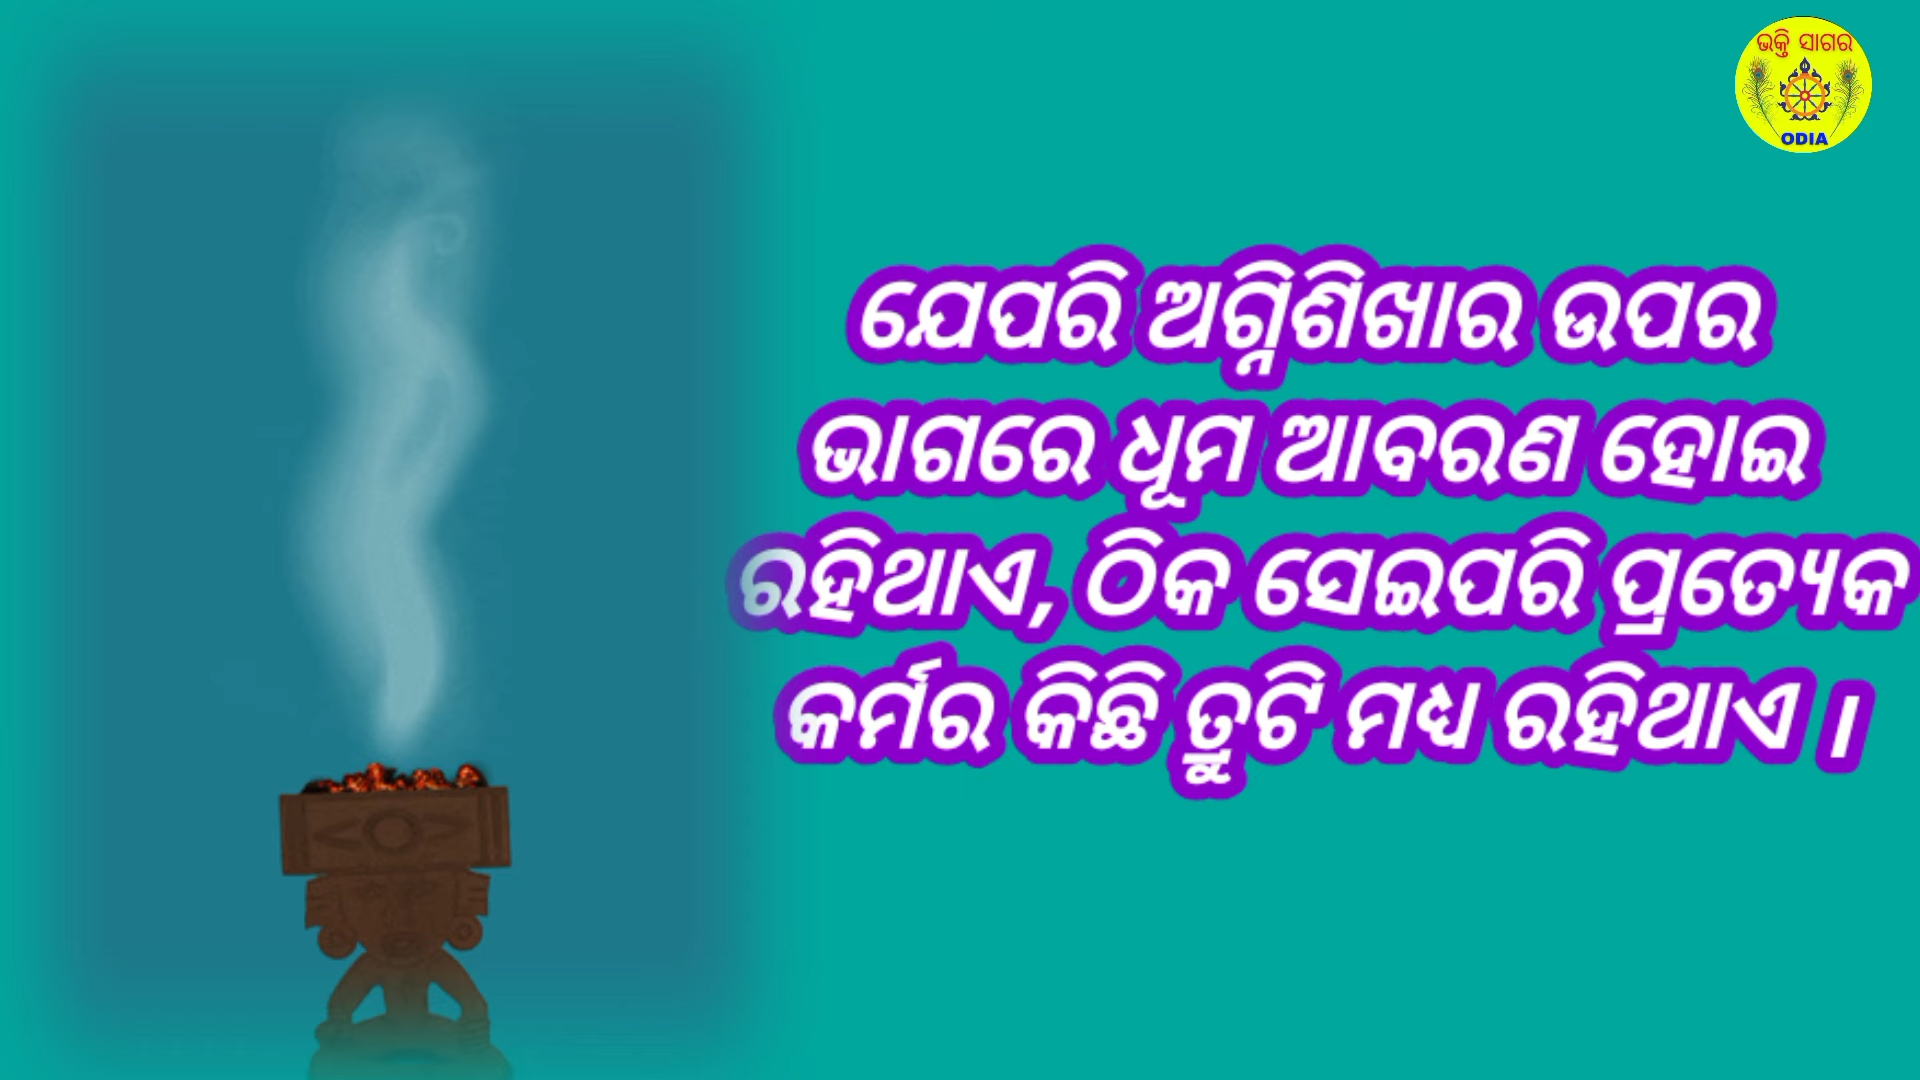 ଭକ୍ତି ସାଗର
ODIA
ଯେପରି ଅଗ୍ନିଶିଖାର ଉପର
ଭାଗରେ ଧୂମ ଆବରଣ ହୋଇ
ରହିଥାଏ, ଠିକ ସେଇପରି ପ୍ରତ୍ୟେକ
କର୍ମର କିଛି ତ୍ରୁଟି ମଧ୍ୟ ରହିଥାଏ ।